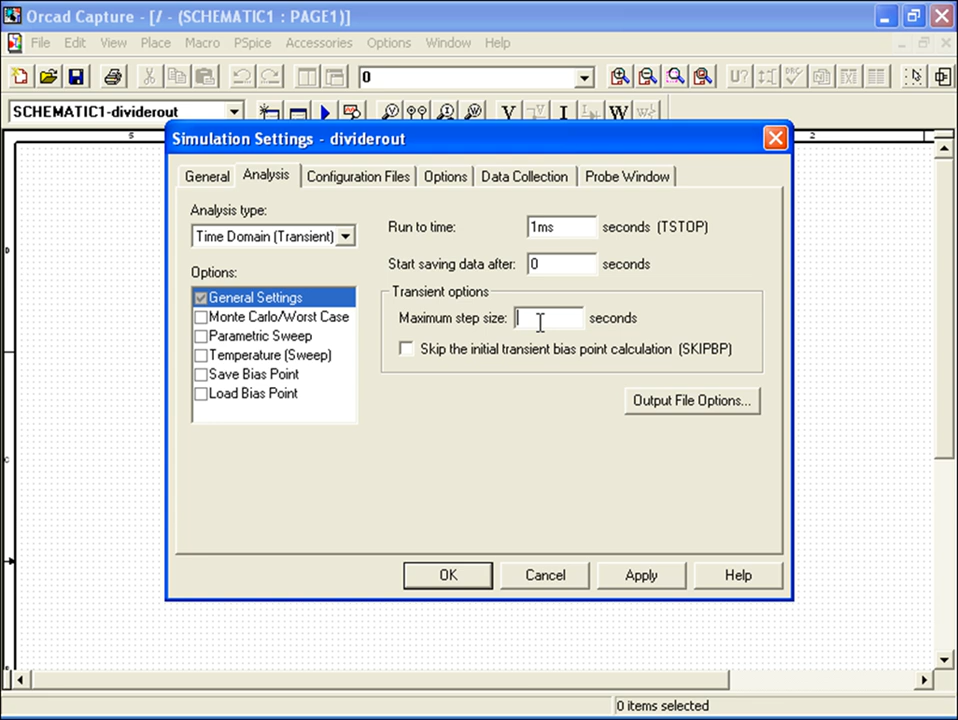 Orcad Capture - [/ - (SCHEMATIC1 : PAGE1)]
File Edit View Place Macro PSpice Accessories Options Window Help
0
U?
SCHEMATIC1-dividerout
V I W
5 2
Simulation Settings - dividerout
General Analysis Configuration Files Options Data Collection Probe Window
Analysis type:
Time Domain (Transient)
Options:
General Settings
Monte Carlo/Worst Case
Parametric Sweep
Temperature (Sweep)
Save Bias Point
Load Bias Point
Run to time: 1ms seconds (TSTOP)
Start saving data after: 0 seconds
Transient options
Maximum step size: seconds
Skip the initial transient bias point calculation (SKIPBP)
Output File Options...
OK Cancel Apply Help
D
C
0 items selected